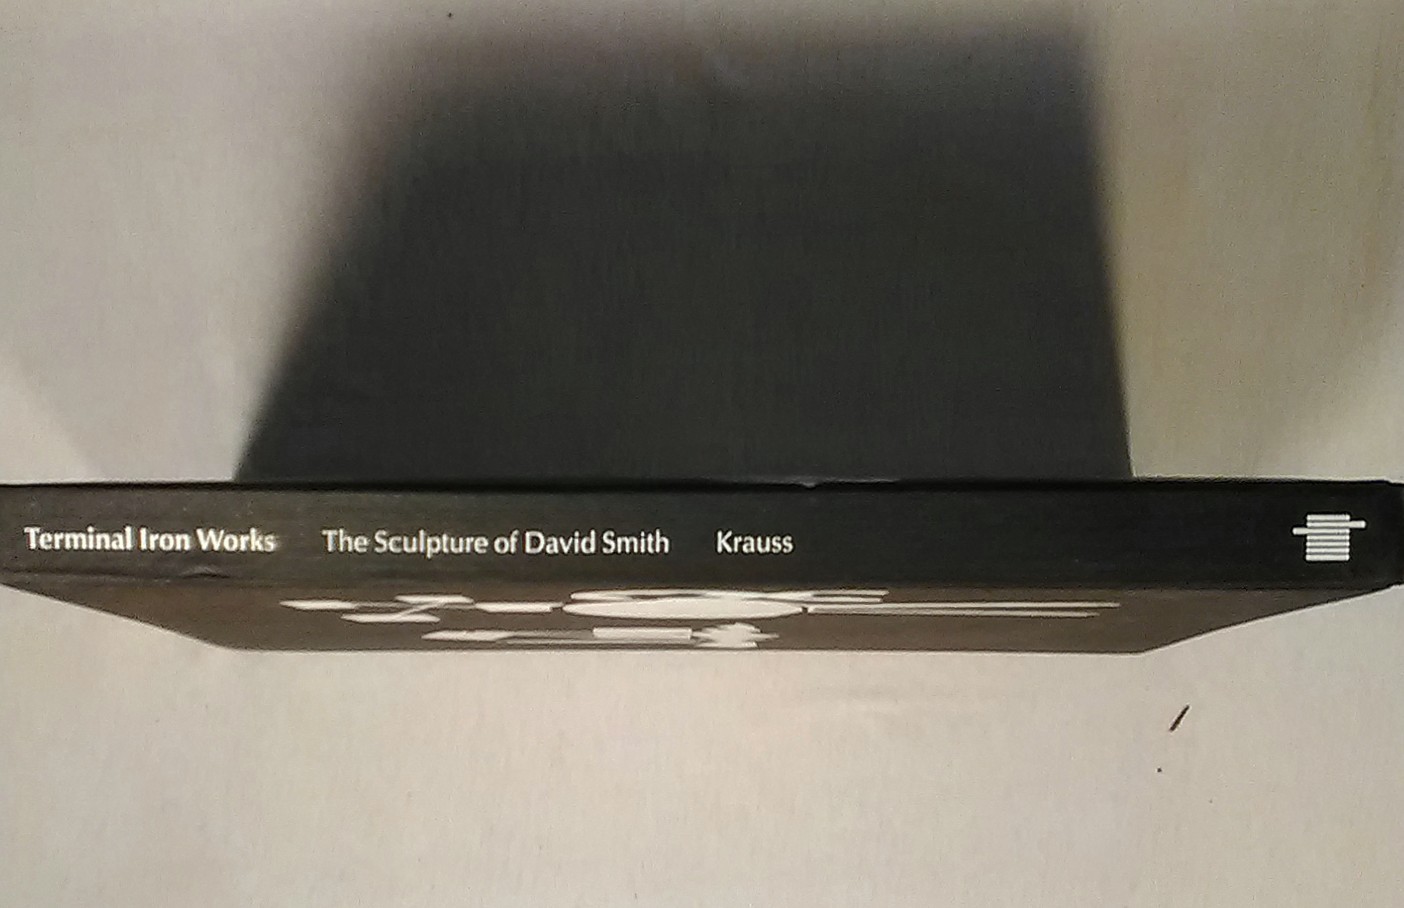 Terminal Iron Works The Sculpture of David Smith Krauss